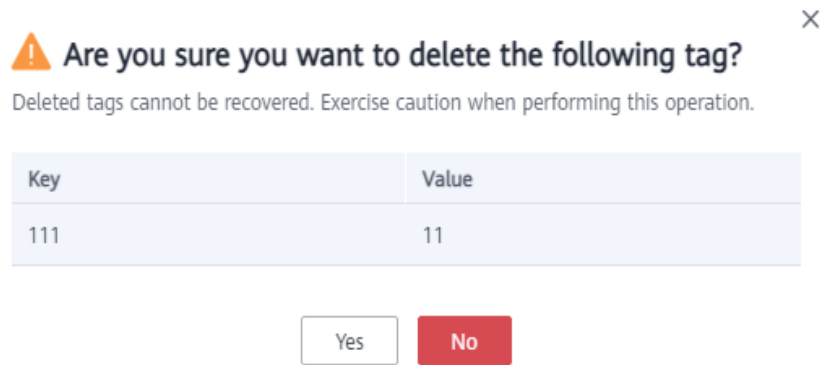 Are you sure you want to delete the following tag?
Deleted tags cannot be recovered. Exercise caution when performing this operation.
Key Value
111 11
Yes No